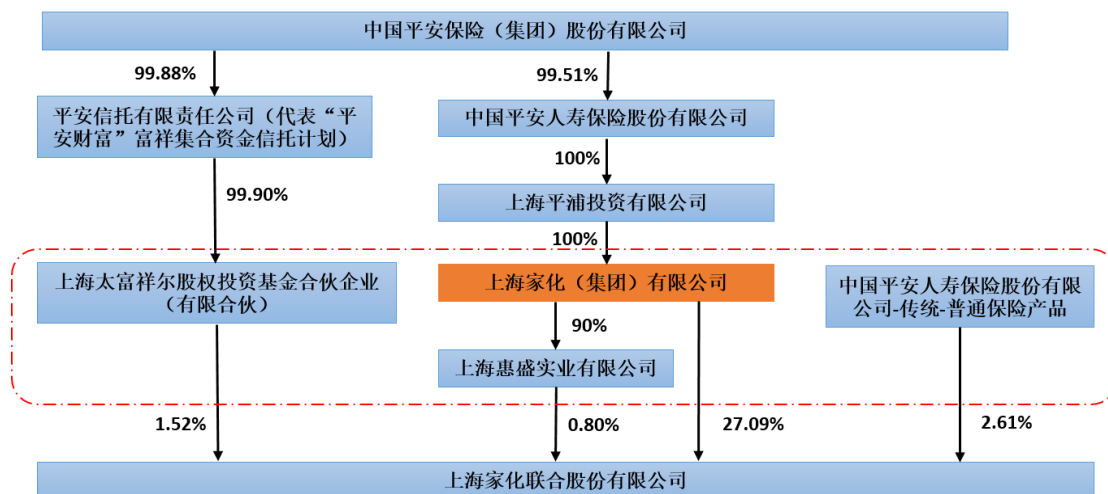 中国平安保险（集团）股份有限公司
99.88%
99.51%
平安信托有限责任公司（代表“平
安财富”富祥集合资金信托计划）
中国平安人寿保险股份有限公司
100%
99.90%
上海平浦投资有限公司
100%
上海太富祥尔股权投资基金合伙企业
（有限合伙）
上海家化（集团）有限公司
中国平安人寿保险股份有限
公司-传统-普通保险产品
90%
上海惠盛实业有限公司
1.52%
0.80%
27.09%
2.61%
上海家化联合股份有限公司